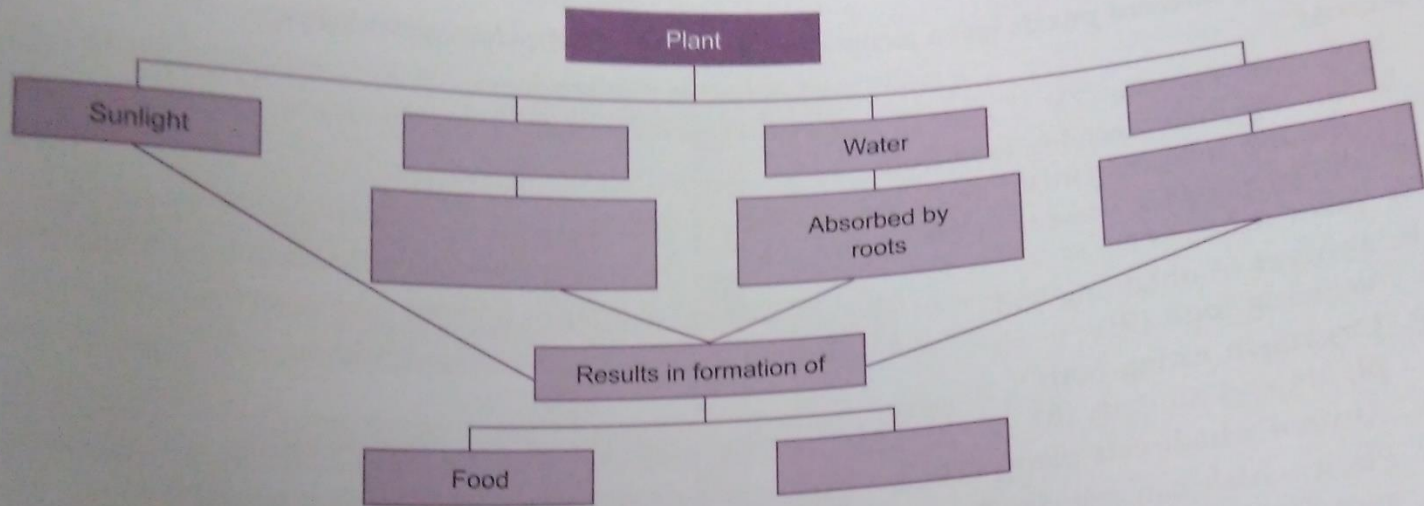 Plant
Sunlight
Water
Absorbed by
roots
Results in formation of
Food